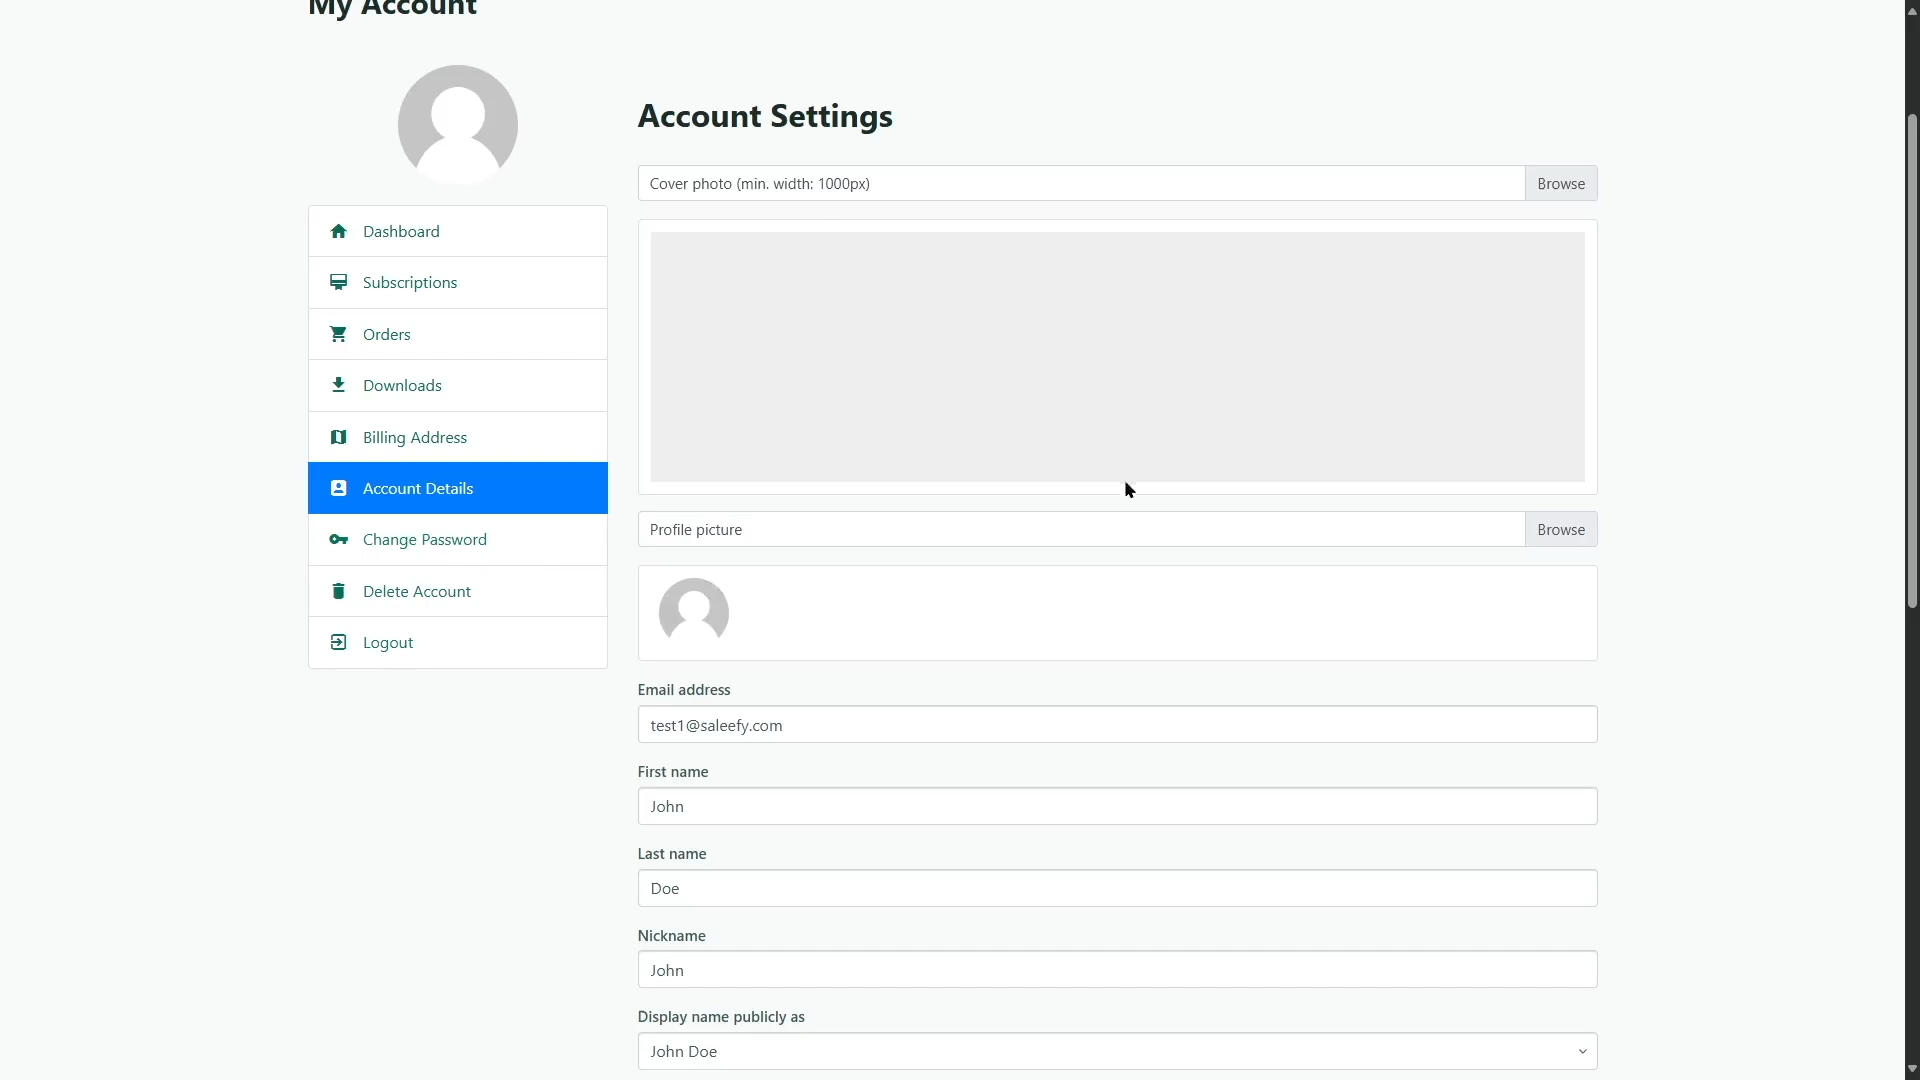 My Account
Dashboard
Subscriptions
Orders
Downloads
Billing Address
Account Details
Change Password
Delete Account
Logout
Account Settings
Cover photo (min. width: 1000px)
Browse
Profile picture
Browse
Email address
test1@saleefy.com
First name
John
Last name
Doe
Nickname
John
Display name publicly as
John Doe